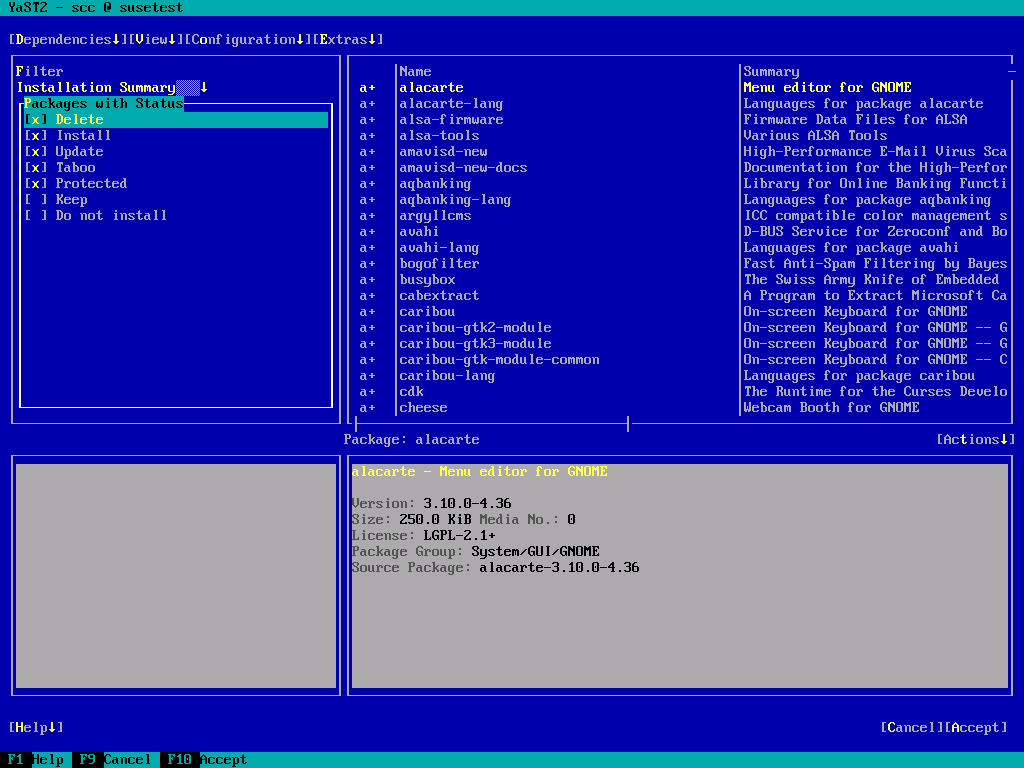 YaST2 - scc @ susetest
[Dependencies↓][View↓][Configuration↓][Extras↓]
Filter
Installation Summary ↓
Packages with Status
[x] Delete
[x] Install
[x] Update
[x] Taboo
[x] Protected
[ ] Keep
[ ] Do not install
Name Summary
a+ alacarte Menu editor for GNOME
a+ alacarte-lang Languages for package alacarte
a+ alsa-firmware Firmware Data Files for ALSA
a+ alsa-tools Various ALSA Tools
a+ amavisd-new High-Performance E-Mail Virus Sca
a+ amavisd-new-docs Documentation for the High-Perfor
a+ aqbanking Library for Online Banking Functi
a+ aqbanking-lang Languages for package aqbanking
a+ argyllcms ICC compatible color management s
a+ avahi D-BUS Service for Zeroconf and Bo
a+ avahi-lang Languages for package avahi
a+ bogofilter Fast Anti-Spam Filtering by Bayes
a+ busybox The Swiss Army Knife of Embedded
a+ cabextract A Program to Extract Microsoft Ca
a+ caribou On-screen Keyboard for GNOME
a+ caribou-gtk2-module On-screen Keyboard for GNOME -- G
a+ caribou-gtk3-module On-screen Keyboard for GNOME -- G
a+ caribou-gtk-module-common On-screen Keyboard for GNOME -- C
a+ caribou-lang Languages for package caribou
a+ cdk The Runtime for the Curses Develo
a+ cheese Webcam Booth for GNOME
Package: alacarte [Actions↓]
alacarte - Menu editor for GNOME
Version: 3.10.0-4.36
Size: 250.0 KiB Media No.: 0
License: LGPL-2.1+
Package Group: System/GUI/GNOME
Source Package: alacarte-3.10.0-4.36
[Help↓] [Cancel][Accept]
F1 Help F9 Cancel F10 Accept